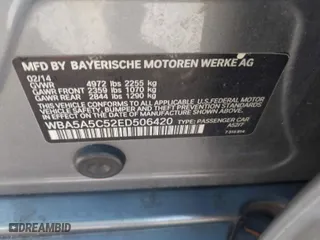 MFD BY BAYERISCHE MOTOREN WERKE AG
02/14
GVWR 4972 lbs 2255 kg
GAWR FRONT 2359 lbs 1070 kg
GAWR REAR 2844 lbs 1290 kg
THIS VEHICLE CONFORMS TO ALL APPLICABLE U.S. FEDERAL MOTOR
VEHICLE SAFETY, BUMPER, AND THEFT PREVENTION STANDARDS
IN EFFECT ON THE DATE OF MANUFACTURE SHOWN ABOVE.
WBA5A5C52ED506420 TYPE: PASSENGER CAR
DREAMBID